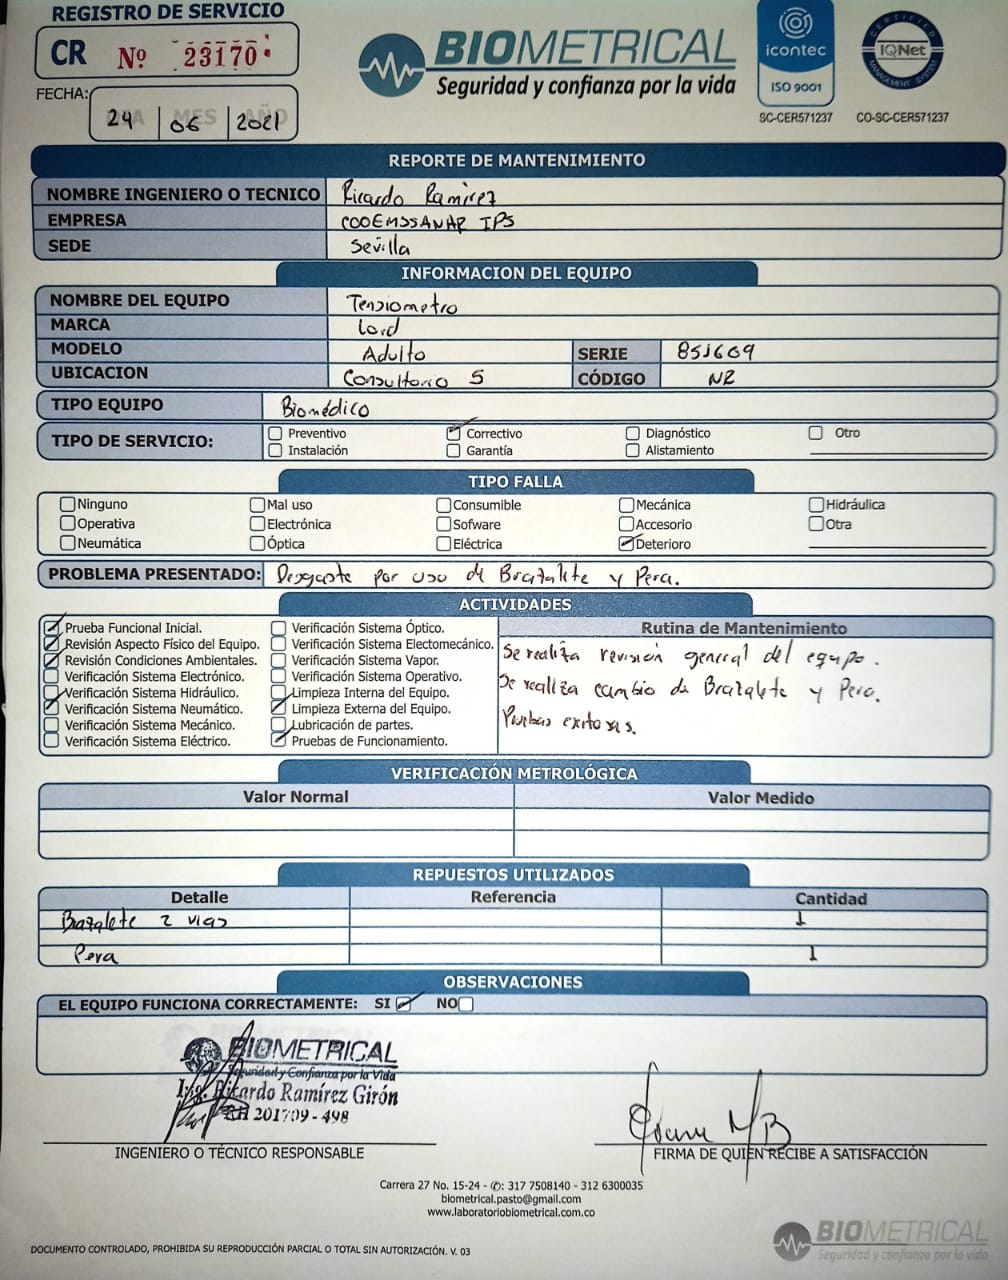 REGISTRO DE SERVICIO
CR Nº 23170
FECHA: DIA MES AÑO
24 06 2021
BIOMETRICAL
Seguridad y confianza por la vida
icontec
ISO 9001
SC-CER571237
CERTIFIED
IQNet
MANAGEMENT SYSTEM
CO-SC-CER571237
REPORTE DE MANTENIMIENTO
NOMBRE INGENIERO O TECNICO Ricardo Ramirez
EMPRESA COOEMSSANAR IPS
SEDE Sevilla
INFORMACION DEL EQUIPO
NOMBRE DEL EQUIPO Tensiometro
MARCA Lord
MODELO Adulto SERIE 85J609
UBICACION Consultorio 5 CÓDIGO NR
TIPO EQUIPO Biomédico
TIPO DE SERVICIO:
Preventivo Correctivo Diagnóstico Otro
Instalación Garantía Alistamiento
TIPO FALLA
Ninguno Mal uso Consumible Mecánica Hidráulica
Operativa Electrónica Sofware Accesorio Otra
Neumática Óptica Eléctrica Deterioro
PROBLEMA PRESENTADO: Desgaste por uso de Brazalete y Pera.
ACTIVIDADES
Prueba Funcional Inicial.
Revisión Aspecto Físico del Equipo.
Revisión Condiciones Ambientales.
Verificación Sistema Electrónico.
Verificación Sistema Hidráulico.
Verificación Sistema Neumático.
Verificación Sistema Mecánico.
Verificación Sistema Eléctrico.
Verificación Sistema Óptico.
Verificación Sistema Electomecánico.
Verificación Sistema Vapor.
Verificación Sistema Operativo.
Limpieza Interna del Equipo.
Limpieza Externa del Equipo.
Lubricación de partes.
Pruebas de Funcionamiento.
Rutina de Mantenimiento
Se realiza revisión general del equipo.
Se realiza cambio de Brazalete y Pera.
Pruebas exitosas.
VERIFICACIÓN METROLÓGICA
Valor Normal Valor Medido
REPUESTOS UTILIZADOS
Detalle Referencia Cantidad
Brazalete 2 vias 1
Pera 1
OBSERVACIONES
EL EQUIPO FUNCIONA CORRECTAMENTE: SI NO
BIOMETRICAL
Seguridad y Confianza por la Vida
Ing. Ricardo Ramírez Girón
RH 201709 - 498
INGENIERO O TÉCNICO RESPONSABLE
FIRMA DE QUIEN RECIBE A SATISFACCIÓN
Carrera 27 No. 15-24 - ✆: 317 7508140 - 312 6300035
biometrical.pasto@gmail.com
www.laboratoriobiometrical.com.co
BIOMETRICAL
Seguridad y confianza por la vida
DOCUMENTO CONTROLADO, PROHIBIDA SU REPRODUCCIÓN PARCIAL O TOTAL SIN AUTORIZACIÓN. V. 03